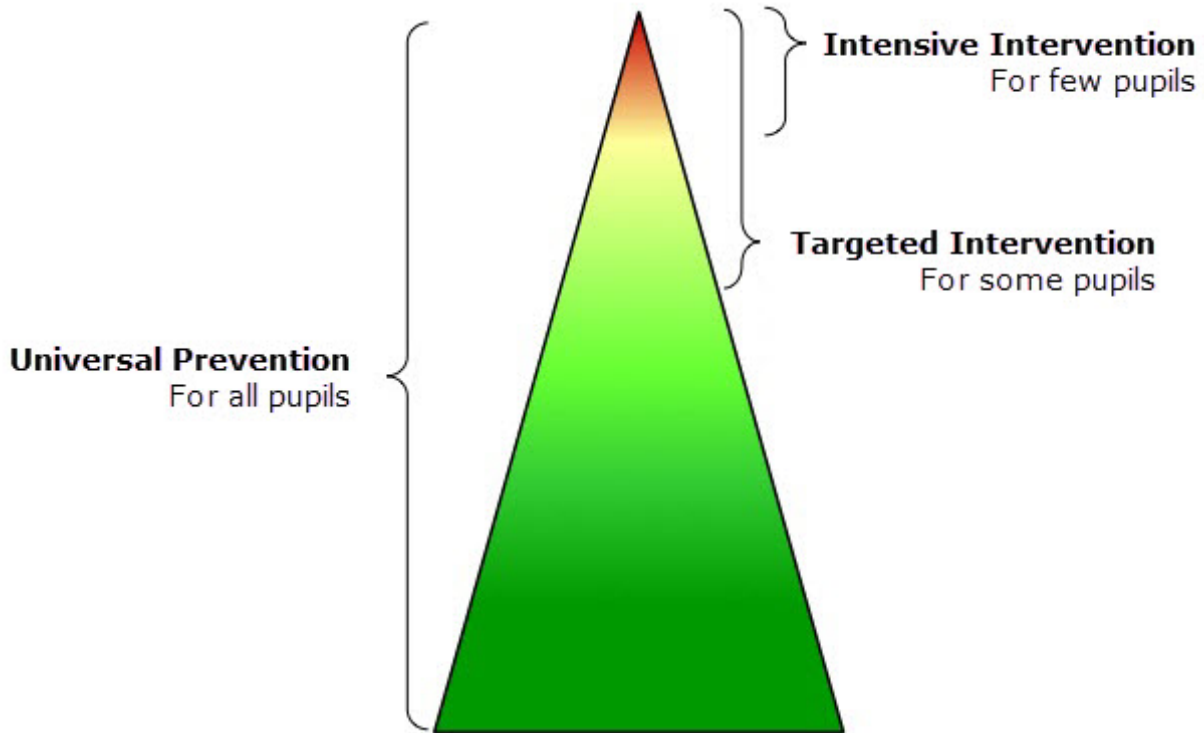 Intensive Intervention
For few pupils
Targeted Intervention
For some pupils
Universal Prevention
For all pupils